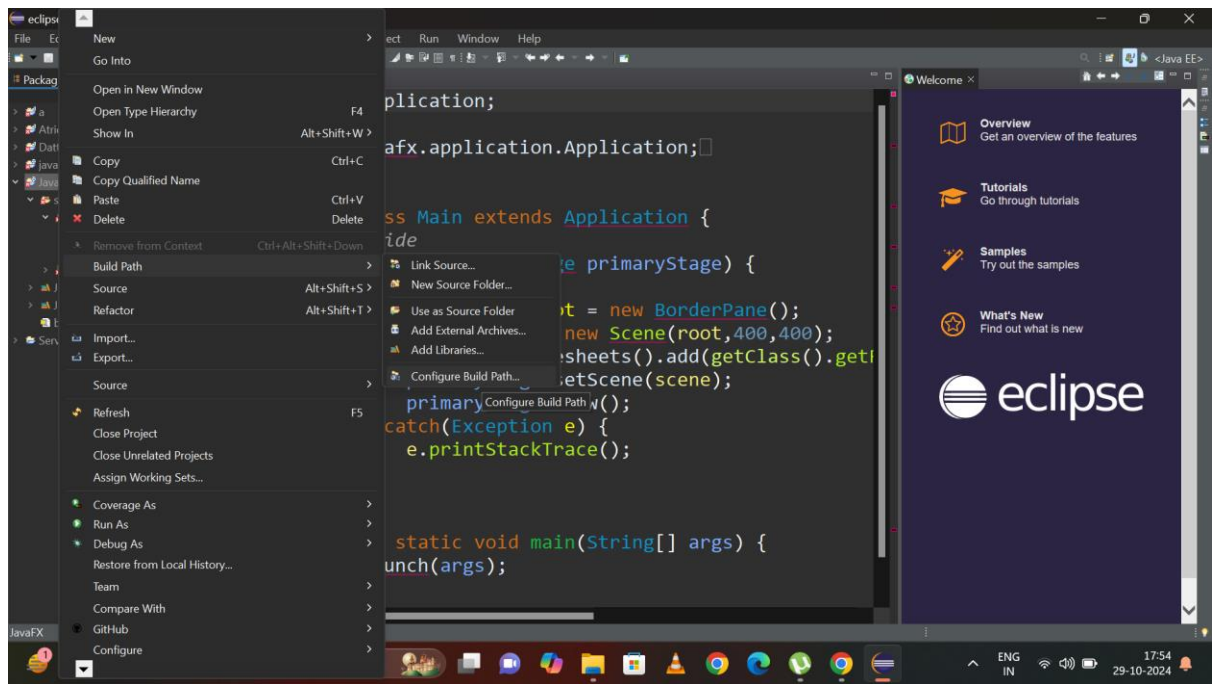 eclipse
File
ect Run Window Help
<Java EE>
Packag
a
Atri
Dat
java
Java
s
J
J
b
Serv
New
Go Into
Open in New Window
Open Type Hierarchy F4
Show In Alt+Shift+W
Copy Ctrl+C
Copy Qualified Name
Paste Ctrl+V
Delete Delete
Remove from Context Ctrl+Alt+Shift+Down
Build Path
Source Alt+Shift+S
Refactor Alt+Shift+T
Import...
Export...
Source
Refresh F5
Close Project
Close Unrelated Projects
Assign Working Sets...
Coverage As
Run As
Debug As
Restore from Local History...
Team
Compare With
GitHub
Configure
Link Source...
New Source Folder...
Use as Source Folder
Add External Archives...
Add Libraries...
Configure Build Path...
Configure Build Path
plication;
afx.application.Application;
ss Main extends Application {
ide
e primaryStage) {
ot = new BorderPane();
new Scene(root,400,400);
esheets().add(getClass().getR
setScene(scene);
primary w();
catch(Exception e) {
e.printStackTrace();
static void main(String[] args) {
unch(args);
Welcome
Overview
Get an overview of the features
Tutorials
Go through tutorials
Samples
Try out the samples
What's New
Find out what is new
eclipse
JavaFX
1
ENG
IN
17:54
29-10-2024